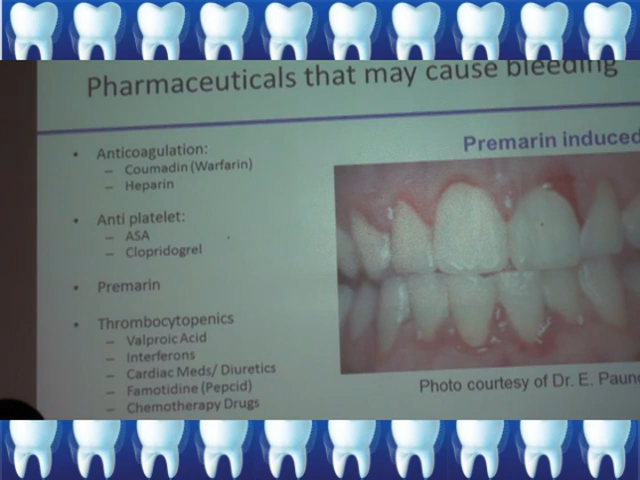 Pharmaceuticals that may cause bleeding
Premarin induced
• Anticoagulation:
– Coumadin (Warfarin)
– Heparin
• Anti platelet:
– ASA
– Clopridogrel
• Premarin
• Thrombocytopenics
– Valproic Acid
– Interferons
– Cardiac Meds/ Diuretics
– Famotidine (Pepcid)
– Chemotherapy Drugs
Photo courtesy of Dr. E. Paun